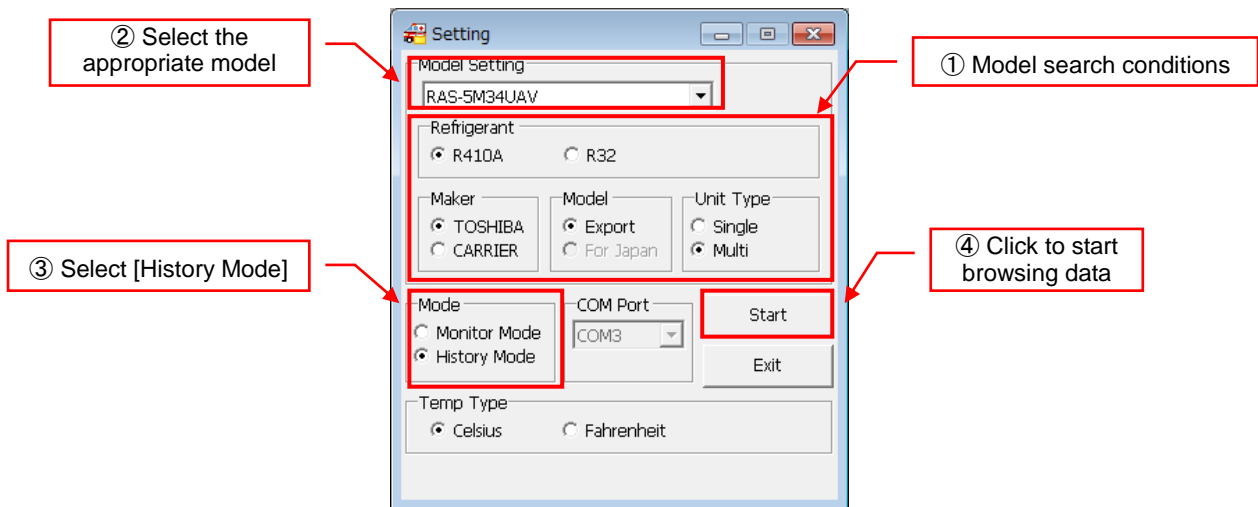 ② Select the
appropriate model
① Model search conditions
③ Select [History Mode]
④ Click to start
browsing data
Setting
Model Setting
RAS-5M34UAV
Refrigerant
R410A R32
Maker
TOSHIBA
CARRIER
Model
Export
For Japan
Unit Type
Single
Multi
Mode
Monitor Mode
History Mode
COM Port
COM3
Start
Exit
Temp Type
Celsius Fahrenheit